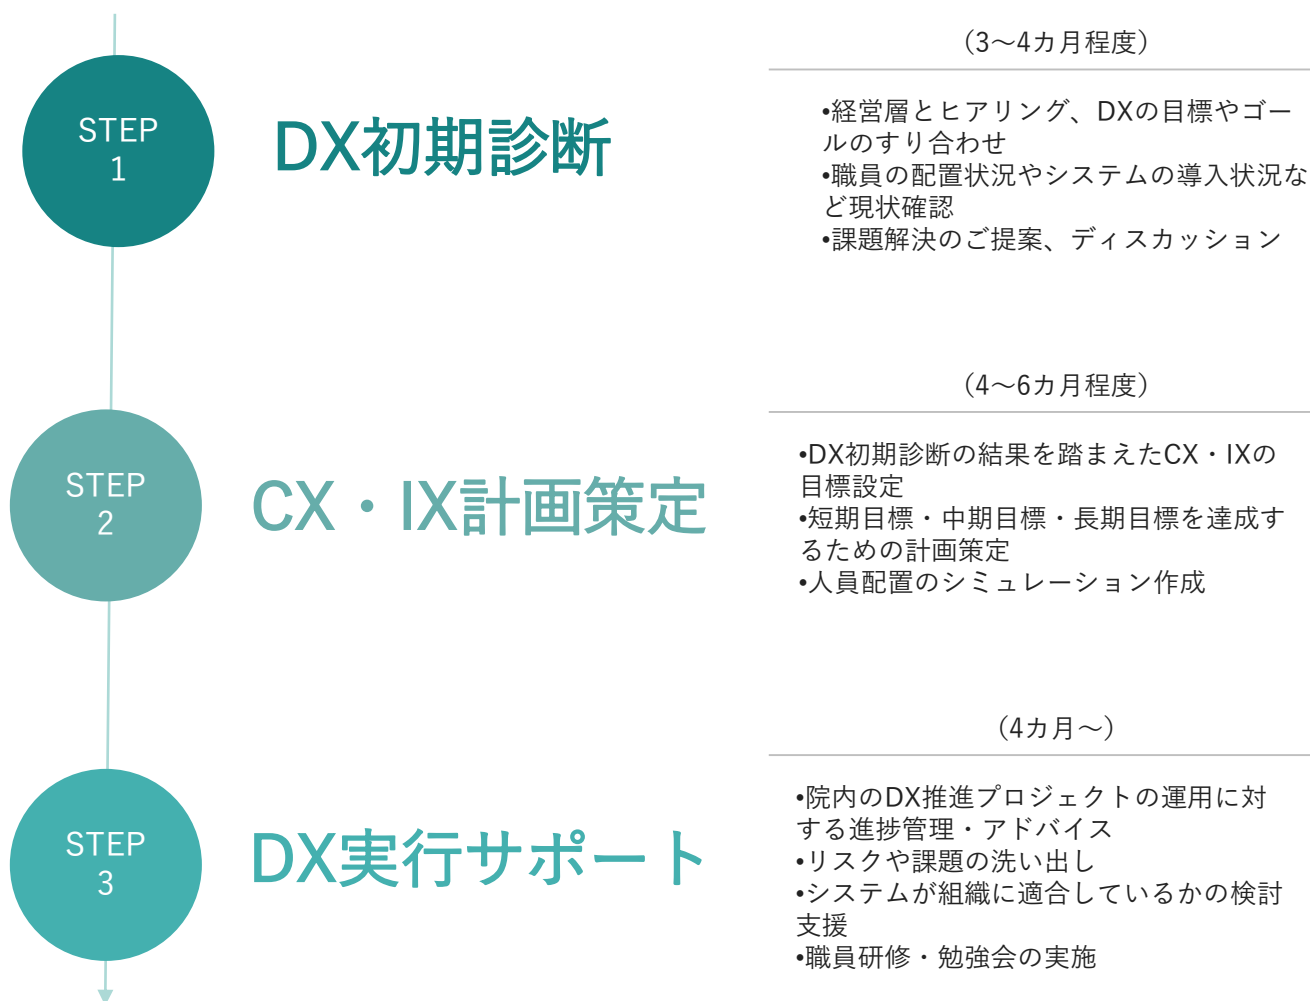 STEP
1
DX初期診断
（3～4カ月程度）
•経営層とヒアリング、DXの目標やゴー
ルのすり合わせ
•職員の配置状況やシステムの導入状況な
ど現状確認
•課題解決のご提案、ディスカッション
STEP
2
CX・IX計画策定
（4～6カ月程度）
•DX初期診断の結果を踏まえたCX・IXの
目標設定
•短期目標・中期目標・長期目標を達成す
るための計画策定
•人員配置のシミュレーション作成
STEP
3
DX実行サポート
（4カ月～）
•院内のDX推進プロジェクトの運用に対
する進捗管理・アドバイス
•リスクや課題の洗い出し
•システムが組織に適合しているかの検討
支援
•職員研修・勉強会の実施